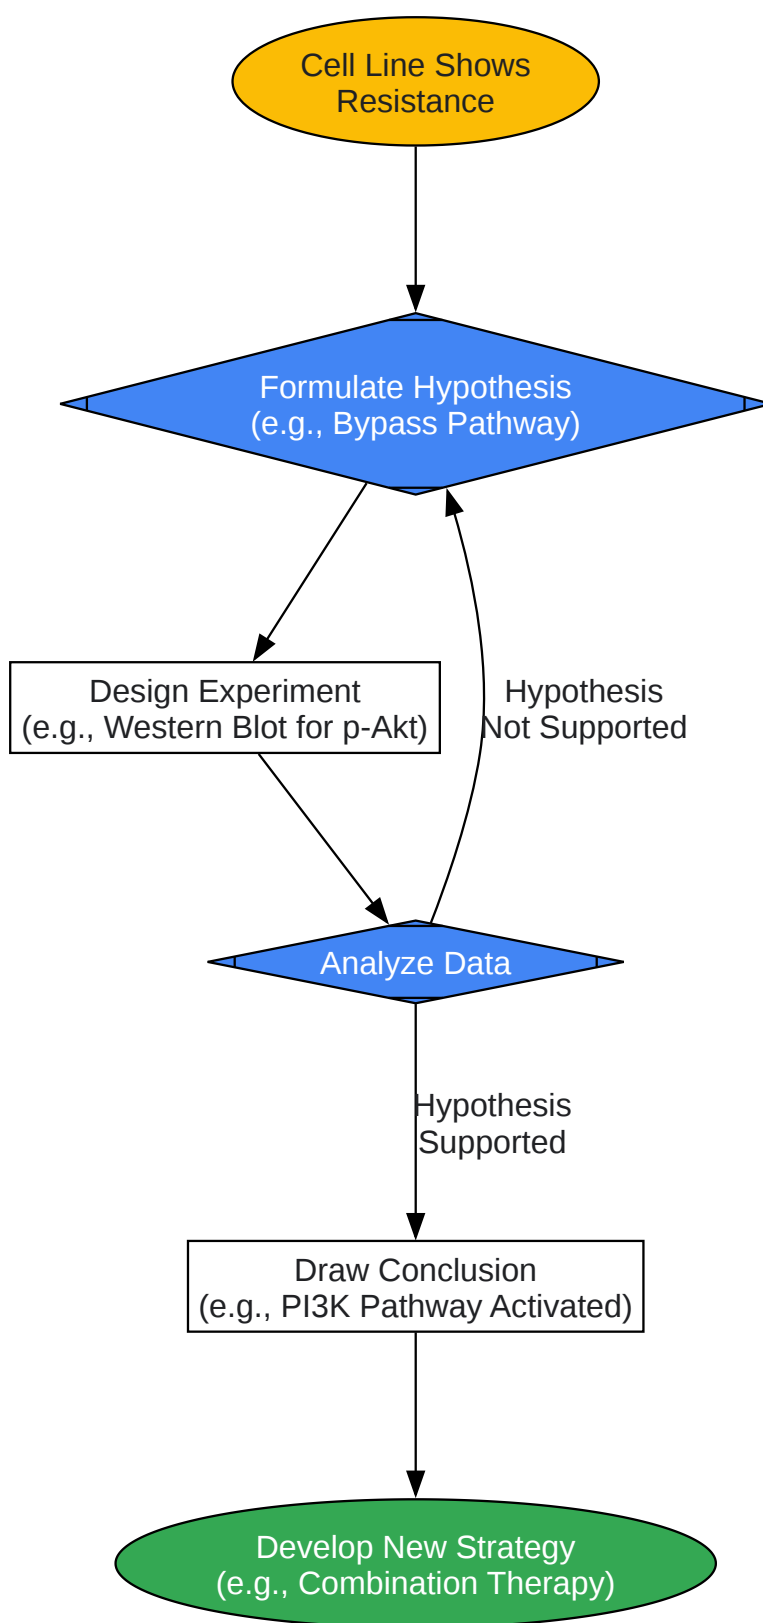 Cell Line Shows
Resistance
Formulate Hypothesis
(e.g., Bypass Pathway)
Design Experiment
(e.g., Western Blot for p-Akt)
Hypothesis
Not Supported
Analyze Data
Hypothesis
Supported
Draw Conclusion
(e.g., PI3K Pathway Activated)
Develop New Strategy
(e.g., Combination Therapy)